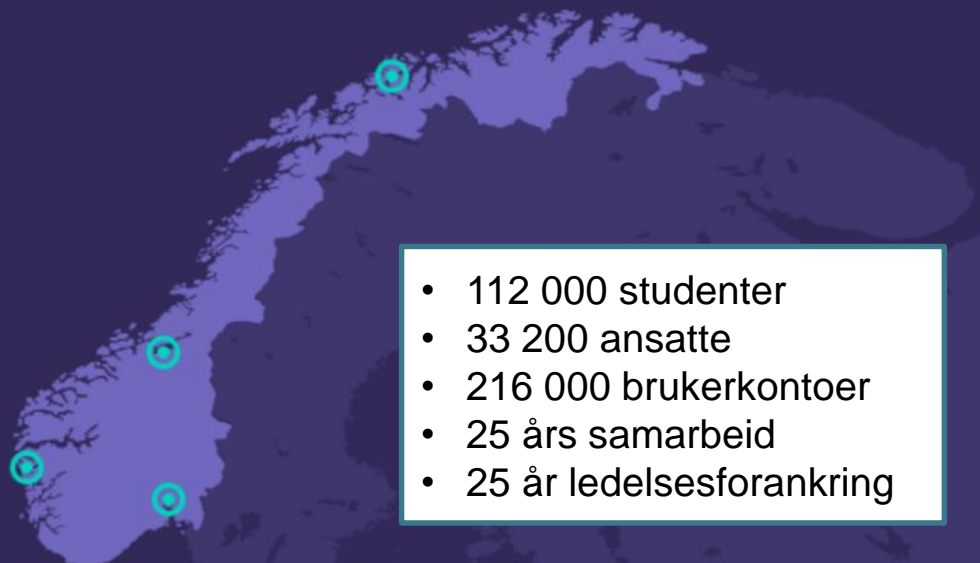 • 112 000 studenter
• 33 200 ansatte
• 216 000 brukerkontoer
• 25 års samarbeid
• 25 år ledelsesforankring